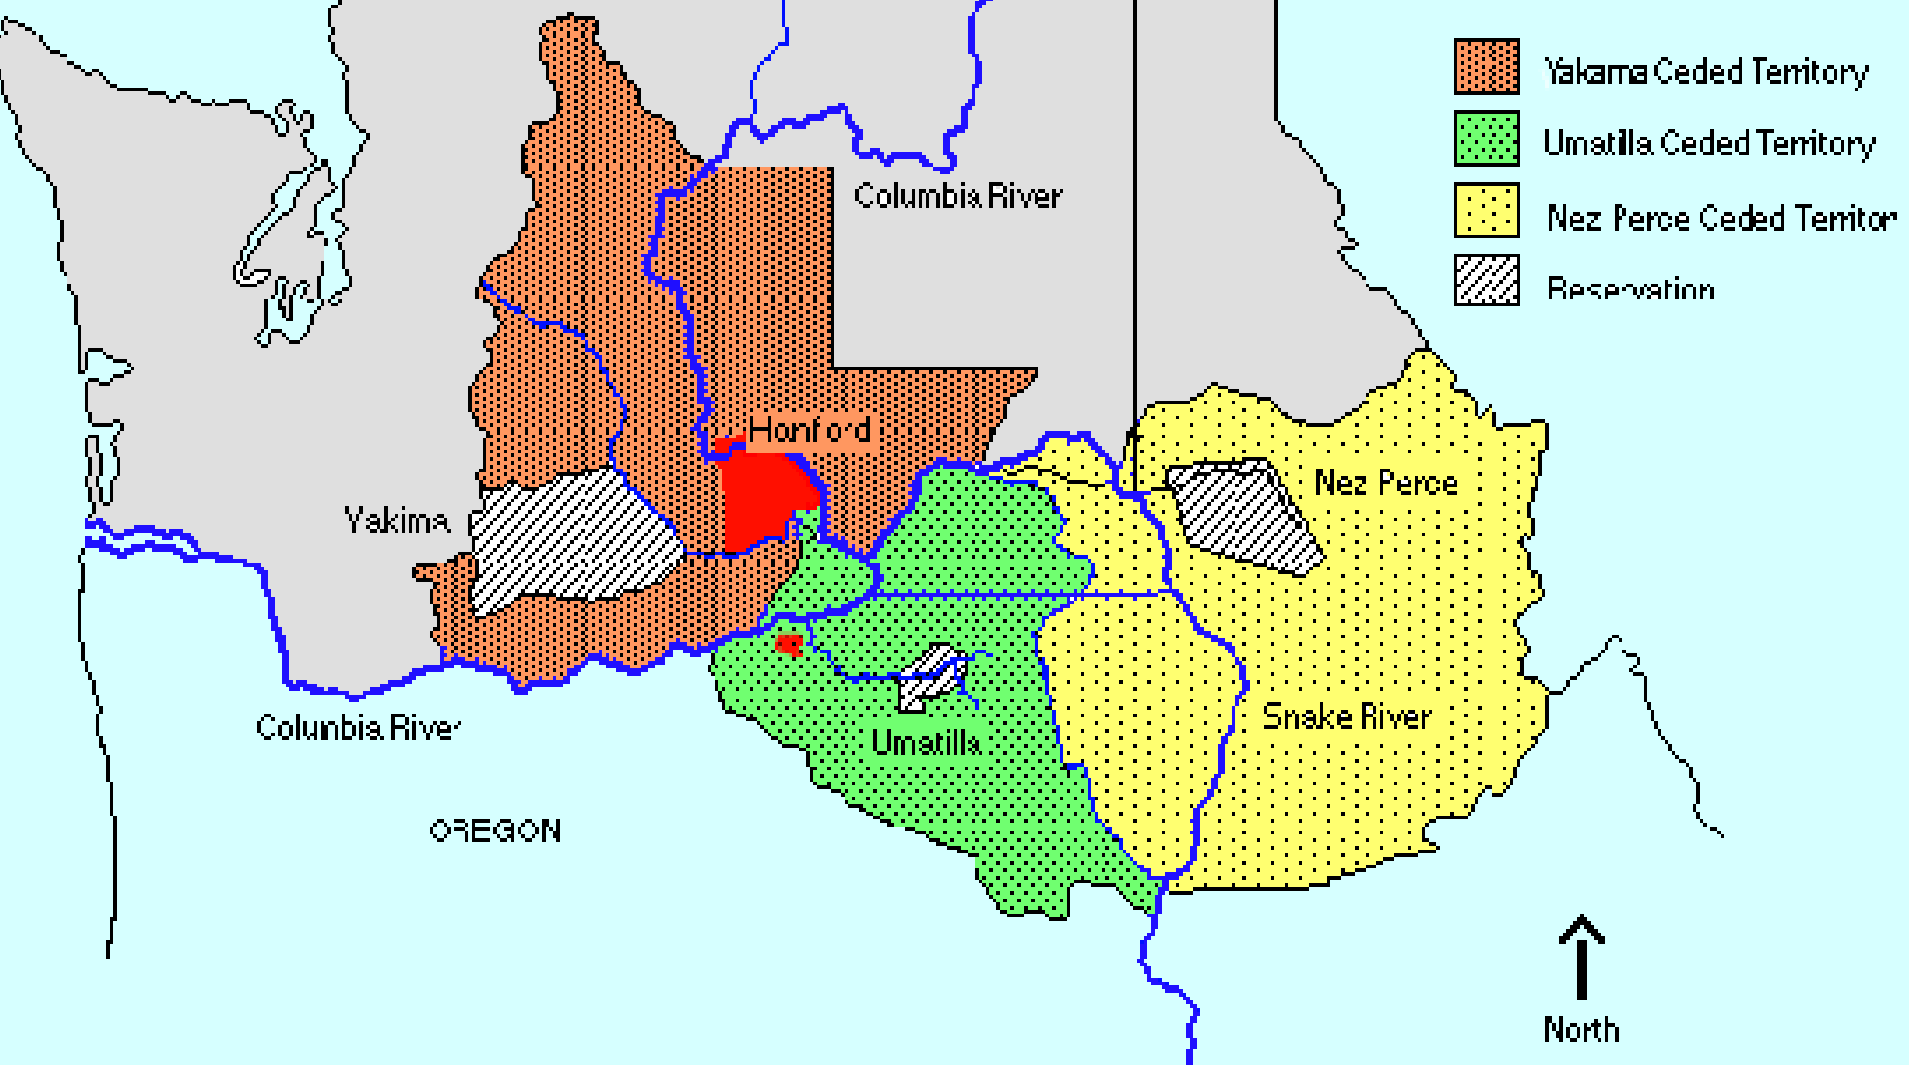 Yakama Ceded Territory
Umatilla Ceded Territory
Nez Perce Ceded Territor
Reservation
Columbia River
Hanford
Nez Perce
Yakima
Snake River
Columbia River
Umatilla
OREGON
North